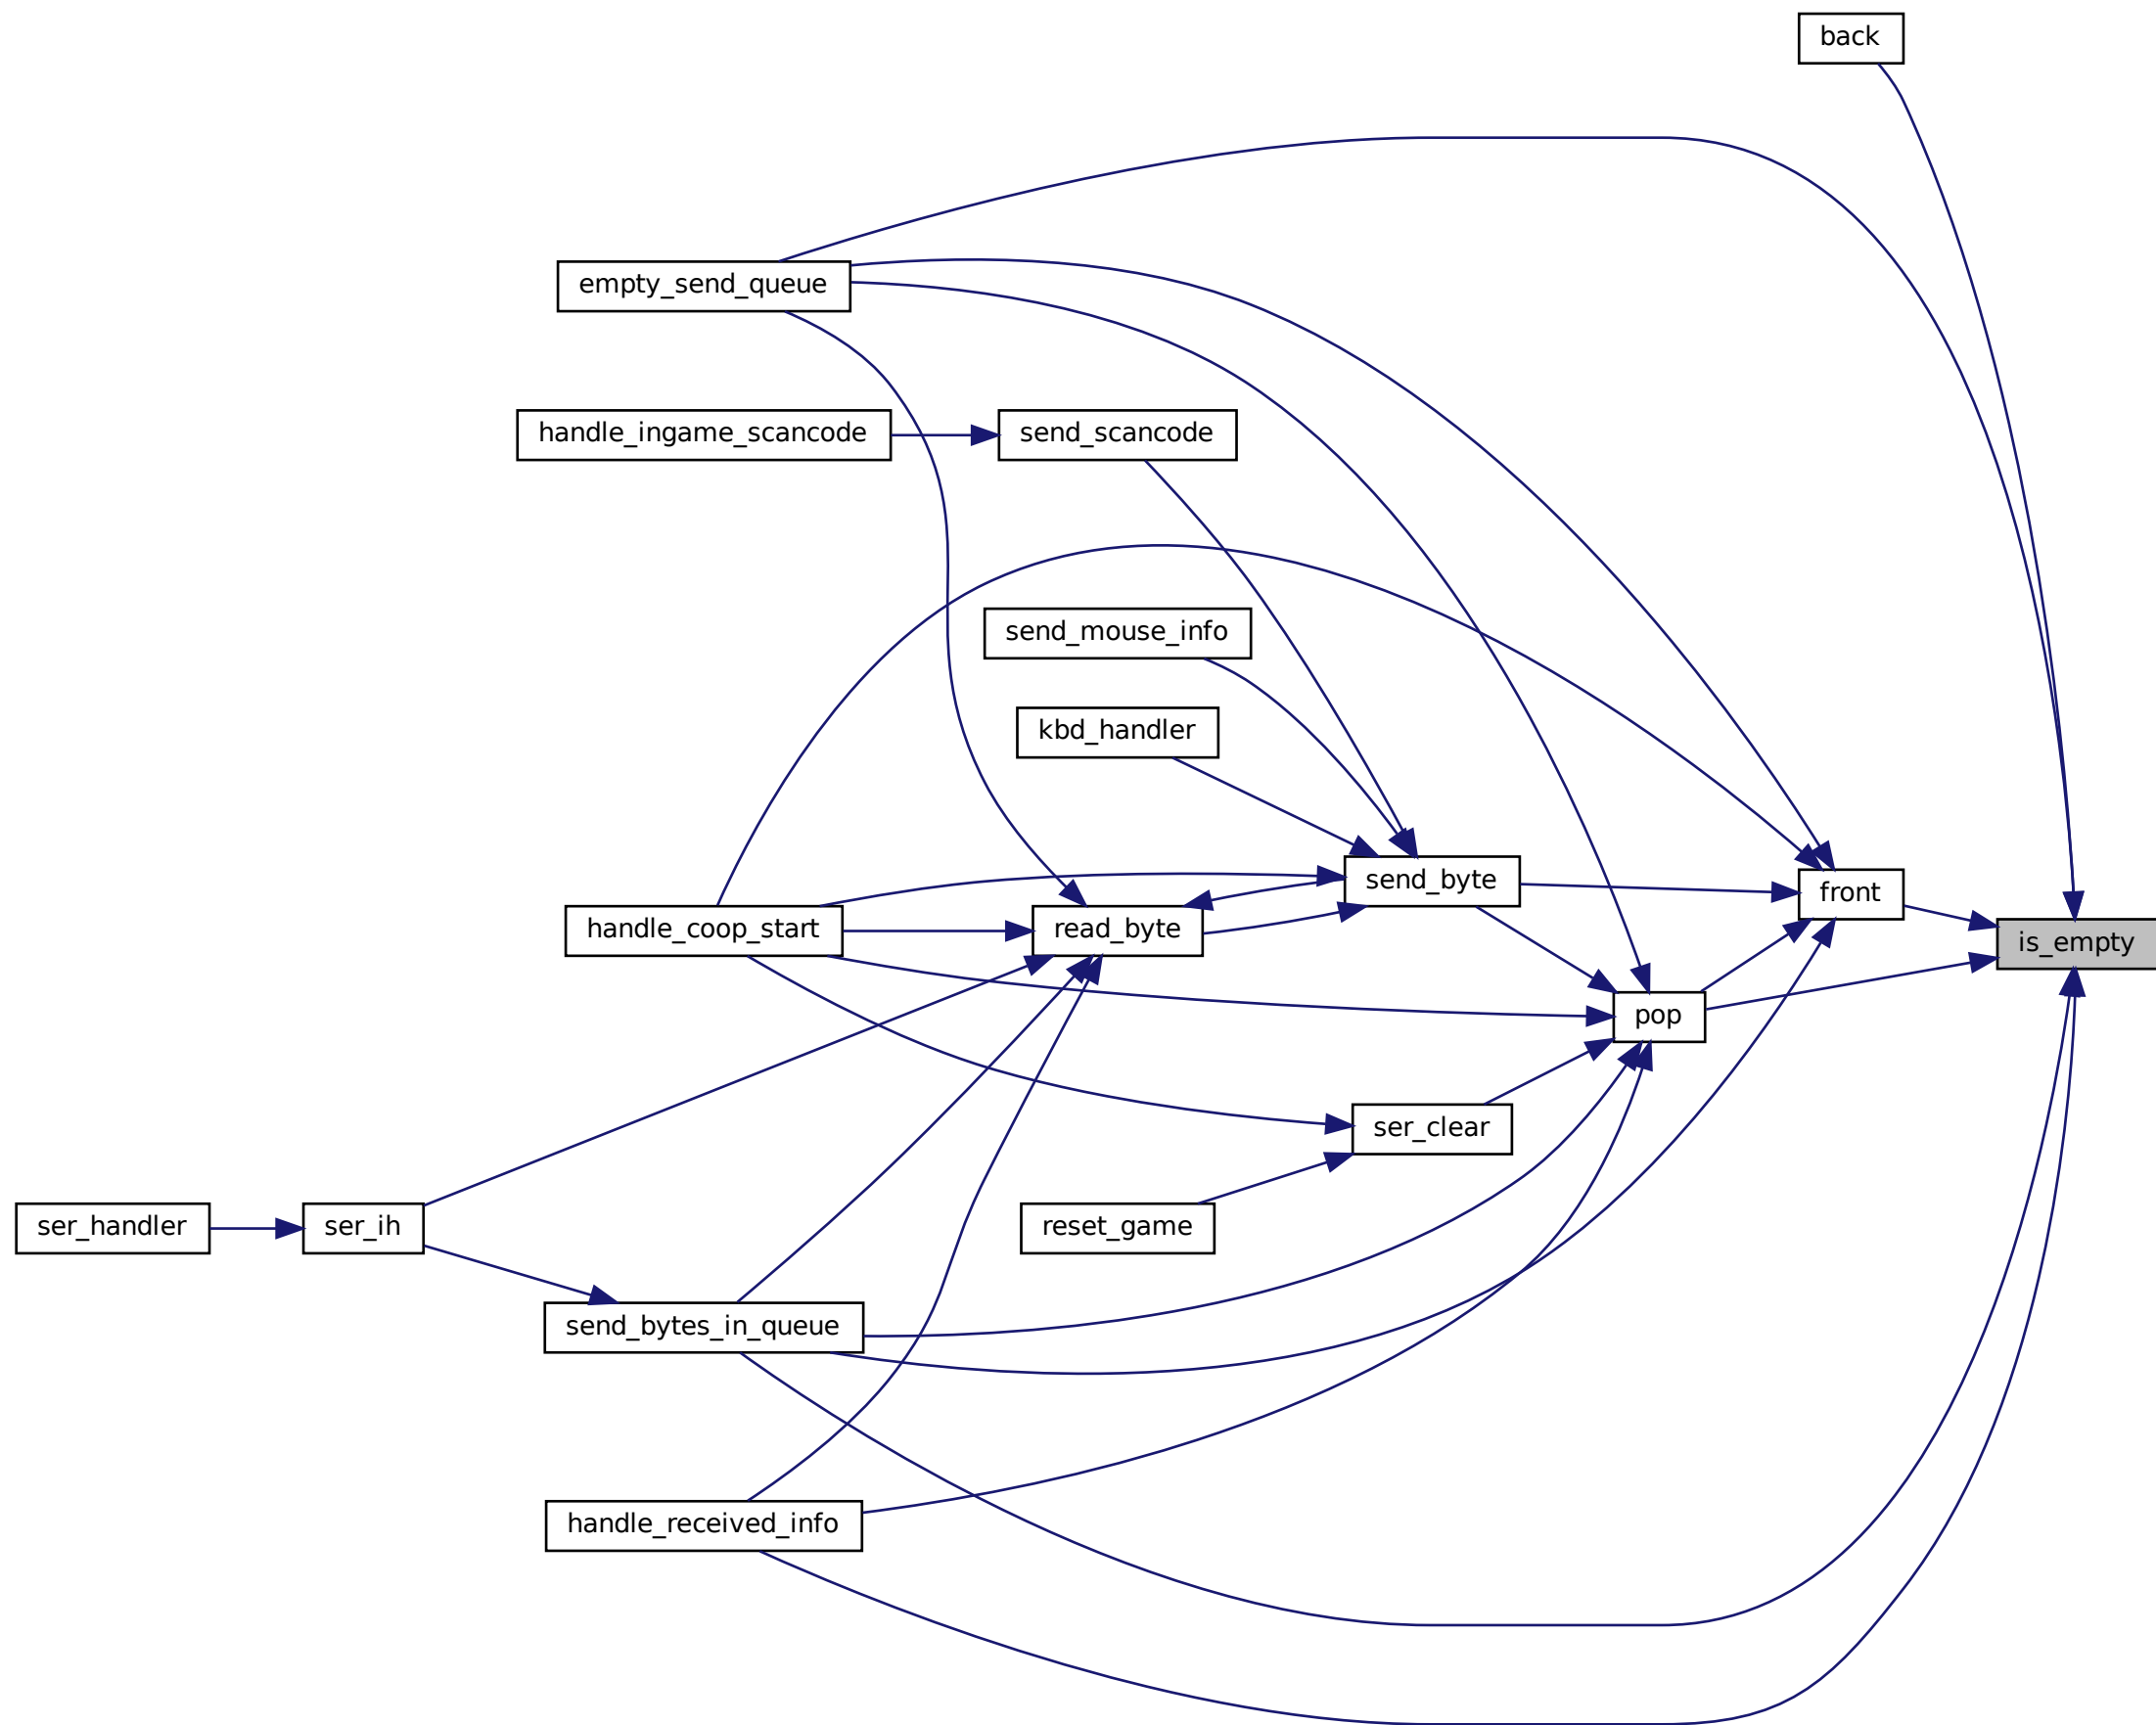 back
empty_send_queue
handle_ingame_scancode
send_scancode
send_mouse_info
kbd_handler
send_byte
front
handle_coop_start
read_byte
is_empty
pop
ser_clear
ser_handler
ser_ih
reset_game
send_bytes_in_queue
handle_received_info